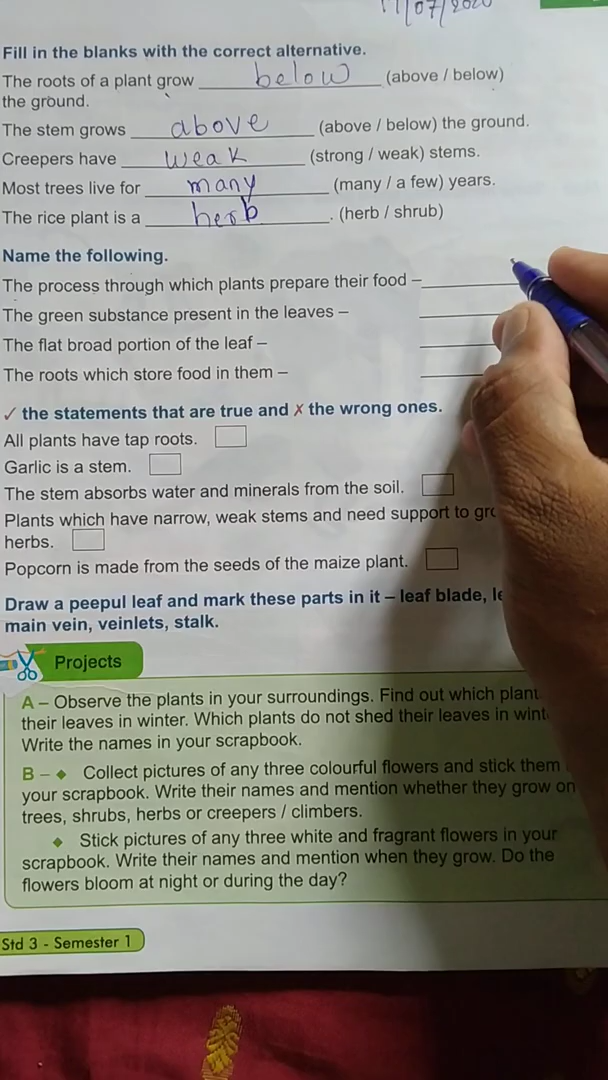 11/07/2020
Fill in the blanks with the correct alternative.
The roots of a plant grow below (above / below)
the ground.
The stem grows above (above / below) the ground.
Creepers have weak (strong / weak) stems.
Most trees live for many (many / a few) years.
The rice plant is a herb. (herb / shrub)
Name the following.
The process through which plants prepare their food –
The green substance present in the leaves –
The flat broad portion of the leaf –
The roots which store food in them –
✓ the statements that are true and ✗ the wrong ones.
All plants have tap roots.
Garlic is a stem.
The stem absorbs water and minerals from the soil.
Plants which have narrow, weak stems and need support to
herbs.
Popcorn is made from the seeds of the maize plant.
Draw a peepul leaf and mark these parts in it – leaf blade,
main vein, veinlets, stalk.
Projects
A – Observe the plants in your surroundings. Find out which
their leaves in winter. Which plants do not shed their leaves in
Write the names in your scrapbook.
B – ◆ Collect pictures of any three colourful flowers and stick them
your scrapbook. Write their names and mention whether they grow on
trees, shrubs, herbs or creepers / climbers.
◆ Stick pictures of any three white and fragrant flowers in your
scrapbook. Write their names and mention when they grow. Do the
flowers bloom at night or during the day?
Std 3 - Semester 1